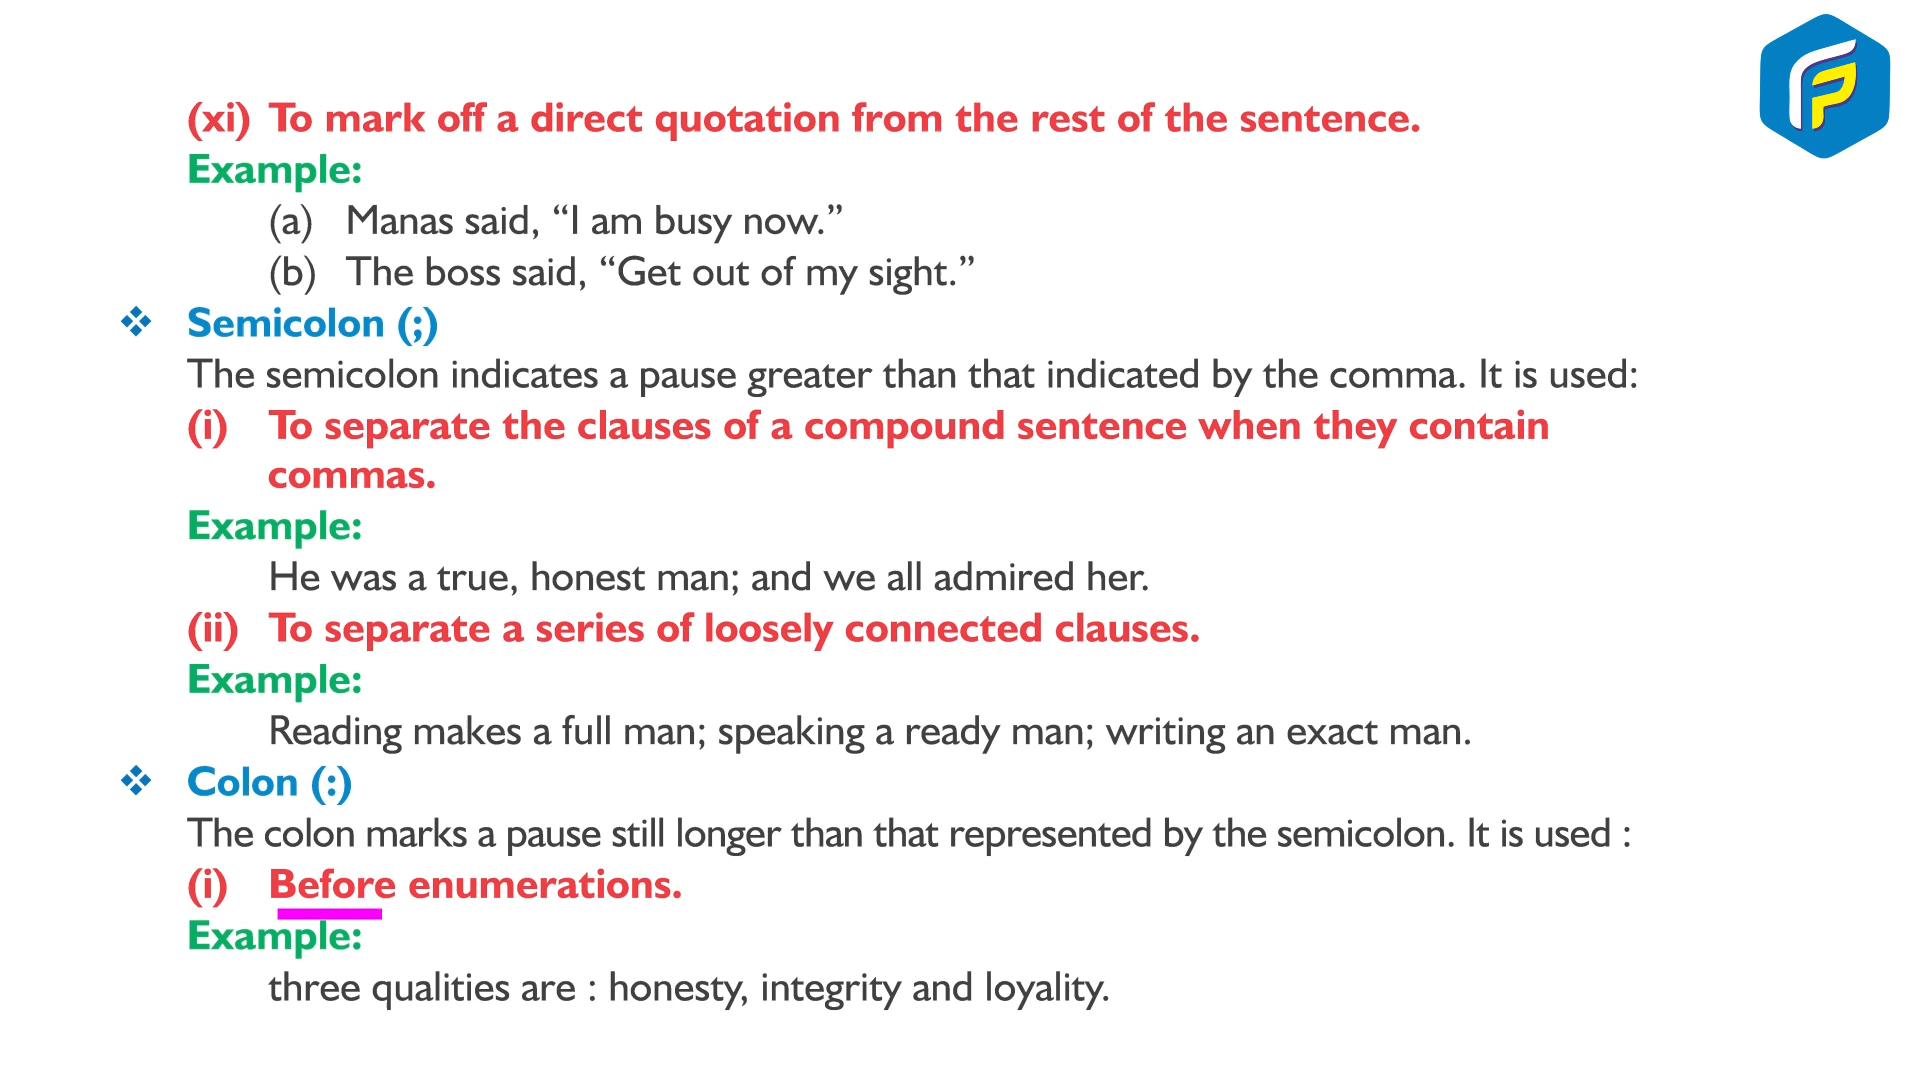 (xi) To mark off a direct quotation from the rest of the sentence.
Example:
(a) Manas said, “I am busy now.”
(b) The boss said, “Get out of my sight.”
❖ Semicolon (;)
The semicolon indicates a pause greater than that indicated by the comma. It is used:
(i) To separate the clauses of a compound sentence when they contain
commas.
Example:
He was a true, honest man; and we all admired her.
(ii) To separate a series of loosely connected clauses.
Example:
Reading makes a full man; speaking a ready man; writing an exact man.
❖ Colon (:)
The colon marks a pause still longer than that represented by the semicolon. It is used :
(i) Before enumerations.
Example:
three qualities are : honesty, integrity and loyality.